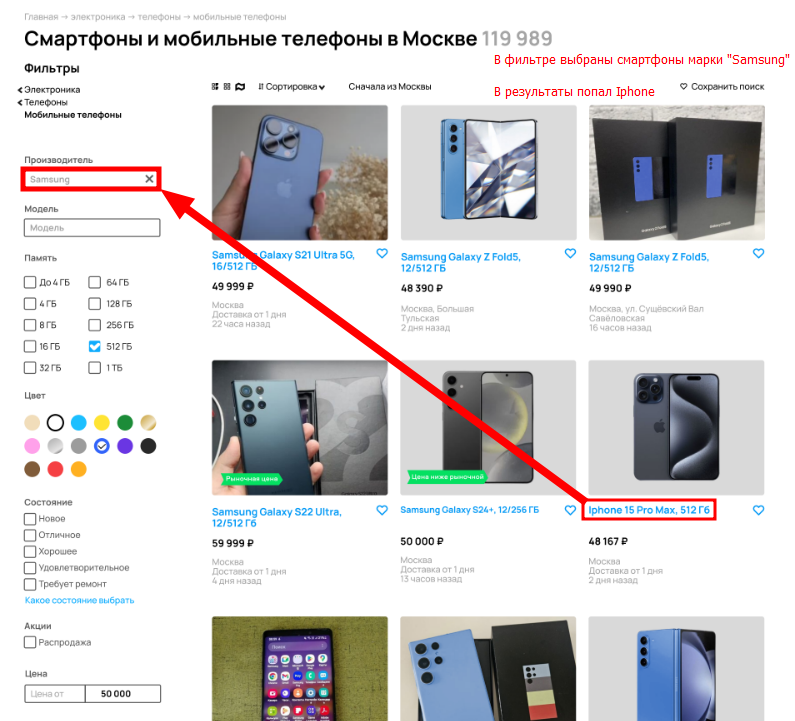 Главная → электроника → телефоны → мобильные телефоны
Смартфоны и мобильные телефоны в Москве 119 989
Фильтры
В фильтре выбраны смартфоны марки "Samsung"
В результаты попал Iphone
Электроника
Телефоны
Мобильные телефоны
Сортировка
Сначала из Москвы
Сохранить поиск
Производитель
Samsung
Модель
Модель
Память
До 4 ГБ
64 ГБ
4 ГБ
128 ГБ
8 ГБ
256 ГБ
16 ГБ
512 ГБ
32 ГБ
1 ТБ
Цвет
Состояние
Новое
Отличное
Хорошее
Удовлетворительное
Требует ремонт
Какое состояние выбрать
Акции
Распродажа
Цена
Цена от
50 000
Samsung Galaxy S21 Ultra 5G,
16/512 ГБ
49 999 ₽
Москва
Доставка от 1 дня
22 часа назад
Samsung Galaxy Z Fold5,
12/512 ГБ
48 390 ₽
Москва, Большая
Тульская
2 дня назад
Samsung Galaxy Z Fold5,
12/512 ГБ
49 990 ₽
Москва, ул. Сущёвский Вал
Савёловская
16 часов назад
Рыночная цена
Samsung Galaxy S22 Ultra,
12/512 Гб
59 999 ₽
Москва
Доставка от 1 дня
4 дня назад
Цена ниже рыночной
Samsung Galaxy S24+, 12/256 ГБ
50 000 ₽
Москва
Доставка от 1 дня
13 часов назад
Iphone 15 Pro Max, 512 Гб
48 167 ₽
Москва
Доставка от 1 дня
2 дня назад